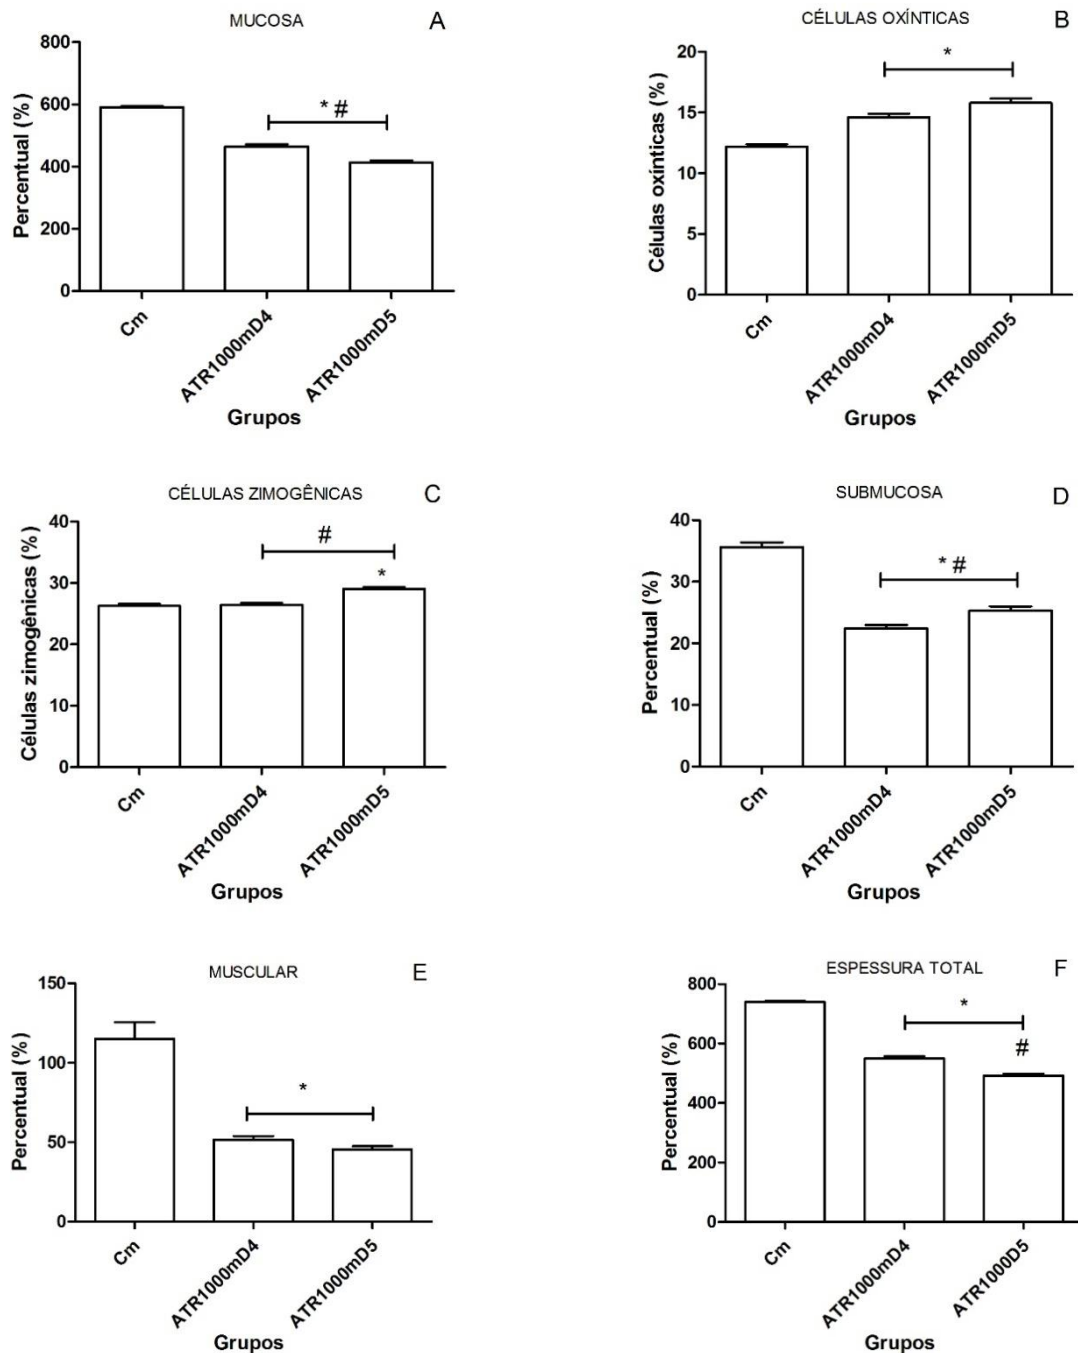 MUCOSA
A
Percentual (%)
800
600
400
200
0
* #
Cm
ATR1000mD4
ATR1000mD5
Grupos
CÉLULAS OXÍNTICAS
B
Células oxínticas (%)
20
15
10
5
0
*
Cm
ATR1000mD4
ATR1000mD5
Grupos
CÉLULAS ZIMOGÊNICAS
C
Células zimogênicas (%)
40
30
20
10
0
#
*
Cm
ATR1000mD4
ATR1000mD5
Grupos
SUBMUCOSA
D
Percentual (%)
40
30
20
10
0
* #
Cm
ATR1000mD4
ATR1000mD5
Grupos
MUSCULAR
E
Percentual (%)
150
100
50
0
*
Cm
ATR1000mD4
ATR1000mD5
Grupos
ESPESSURA TOTAL
F
Percentual (%)
800
600
400
200
0
*
#
Cm
ATR1000mD4
ATR1000D5
Grupos